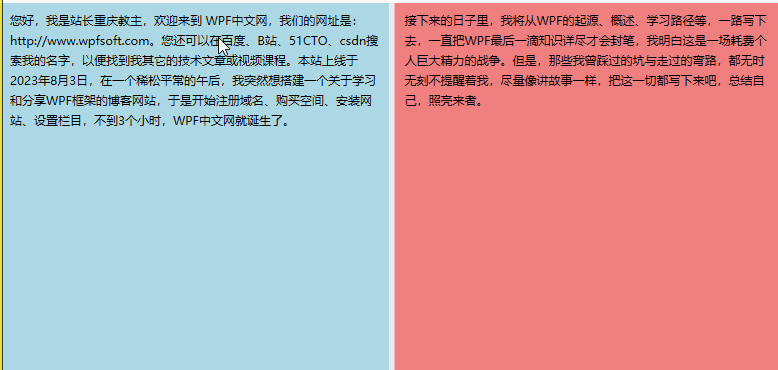 您好，我是站长重庆教主，欢迎来到 WPF中文网，我们的网址是：
http://www.wpfsoft.com。您还可以在百度、B站、51CTO、csdn搜
索我的名字，以便找到我其它的技术文章或视频课程。本站上线于
2023年8月3日，在一个稀松平常的午后，我突然想搭建一个关于学习
和分享WPF框架的博客网站，于是开始注册域名、购买空间、安装网
站、设置栏目，不到3个小时，WPF中文网就诞生了。
接下来的日子里，我将从WPF的起源、概述、学习路径等，一路写下
去，一直把WPF最后一滴知识详尽才会封笔，我明白这是一场耗费个
人巨大精力的战争。但是，那些我曾踩过的坑与走过的弯路，都无时
无刻不提醒着我，尽量像讲故事一样，把这一切都写下来吧，总结自
己，照亮来者。